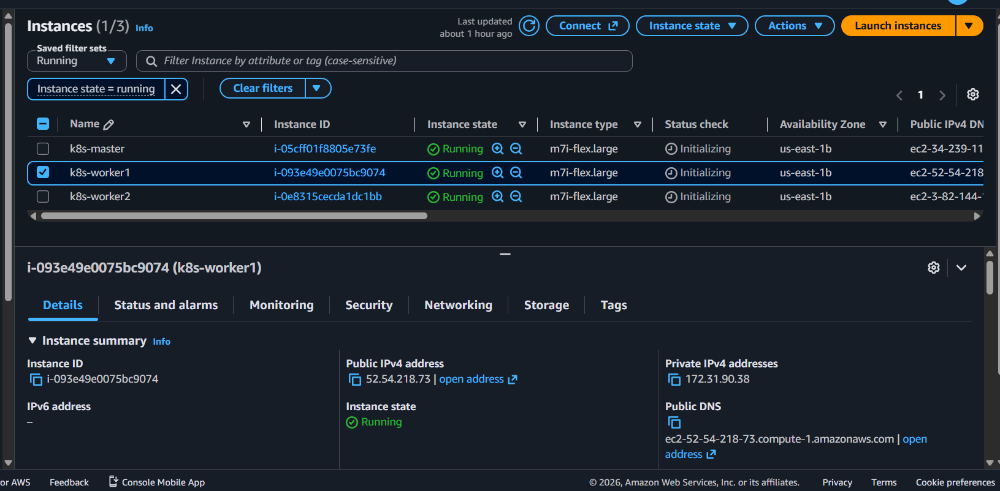 Instances (1/3) Info
Last updated
about 1 hour ago
Connect
Instance state
Actions
Launch instances
Saved filter sets
Running
Filter Instance by attribute or tag (case-sensitive)
Instance state = running
Clear filters
1
Name Instance ID Instance state Instance type Status check Availability Zone Public IPv4 DN
k8s-master i-05cff01f8805e73fe Running m7i-flex.large Initializing us-east-1b ec2-34-239-11
k8s-worker1 i-093e49e0075bc9074 Running m7i-flex.large Initializing us-east-1b ec2-52-54-218
k8s-worker2 i-0e8315cecda1dc1bb Running m7i-flex.large Initializing us-east-1b ec2-3-82-144-
i-093e49e0075bc9074 (k8s-worker1)
Details Status and alarms Monitoring Security Networking Storage Tags
Instance summary Info
Instance ID
i-093e49e0075bc9074
Public IPv4 address
52.54.218.73 | open address
Private IPv4 addresses
172.31.90.38
IPv6 address
–
Instance state
Running
Public DNS
ec2-52-54-218-73.compute-1.amazonaws.com | open
address
or AWS Feedback Console Mobile App © 2026, Amazon Web Services, Inc. or its affiliates. Privacy Terms Cookie preferences